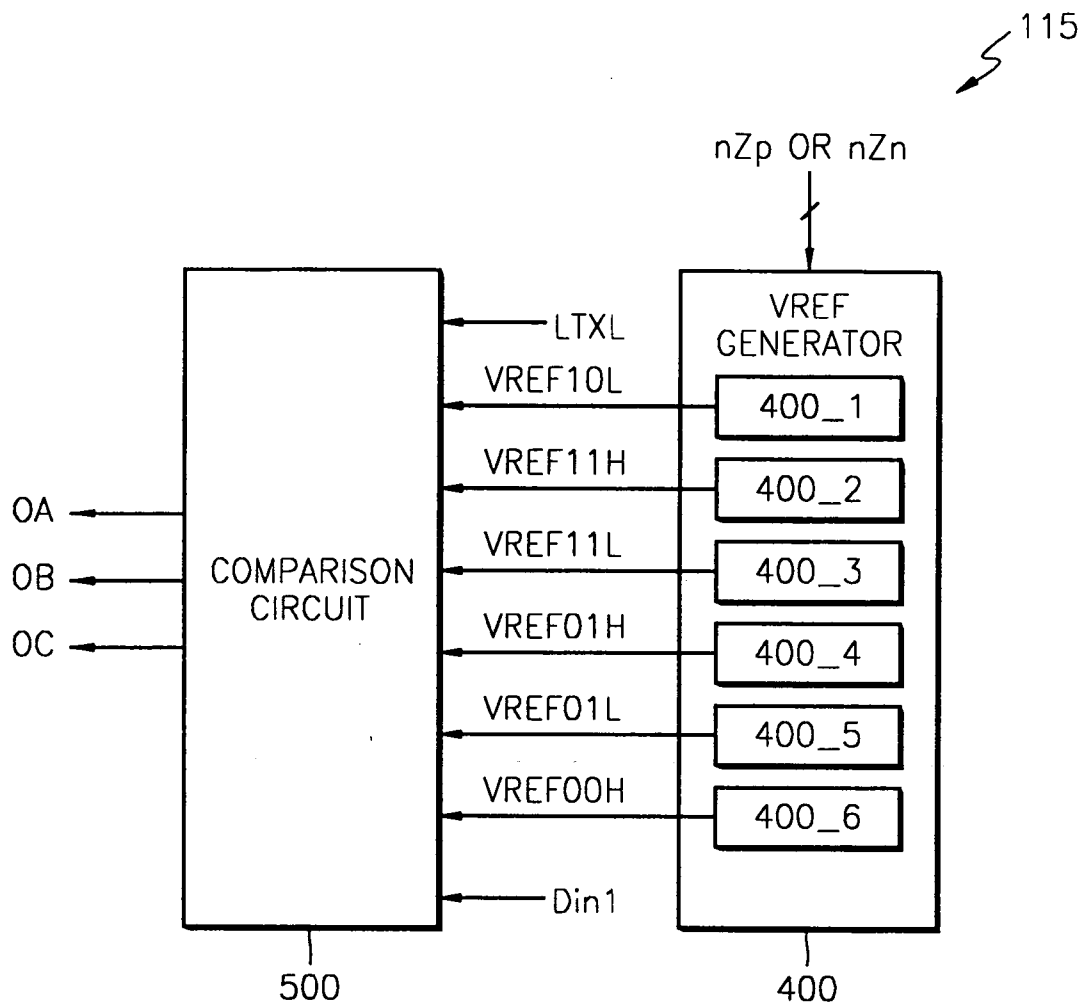 115
nZp OR nZn
VREF
GENERATOR
LTXL
VREF10L
400_1
VREF11H
400_2
OA
VREF11L
400_3
OB
COMPARISON
CIRCUIT
OC
VREF01H
400_4
VREF01L
400_5
VREF00H
400_6
Din1
500
400